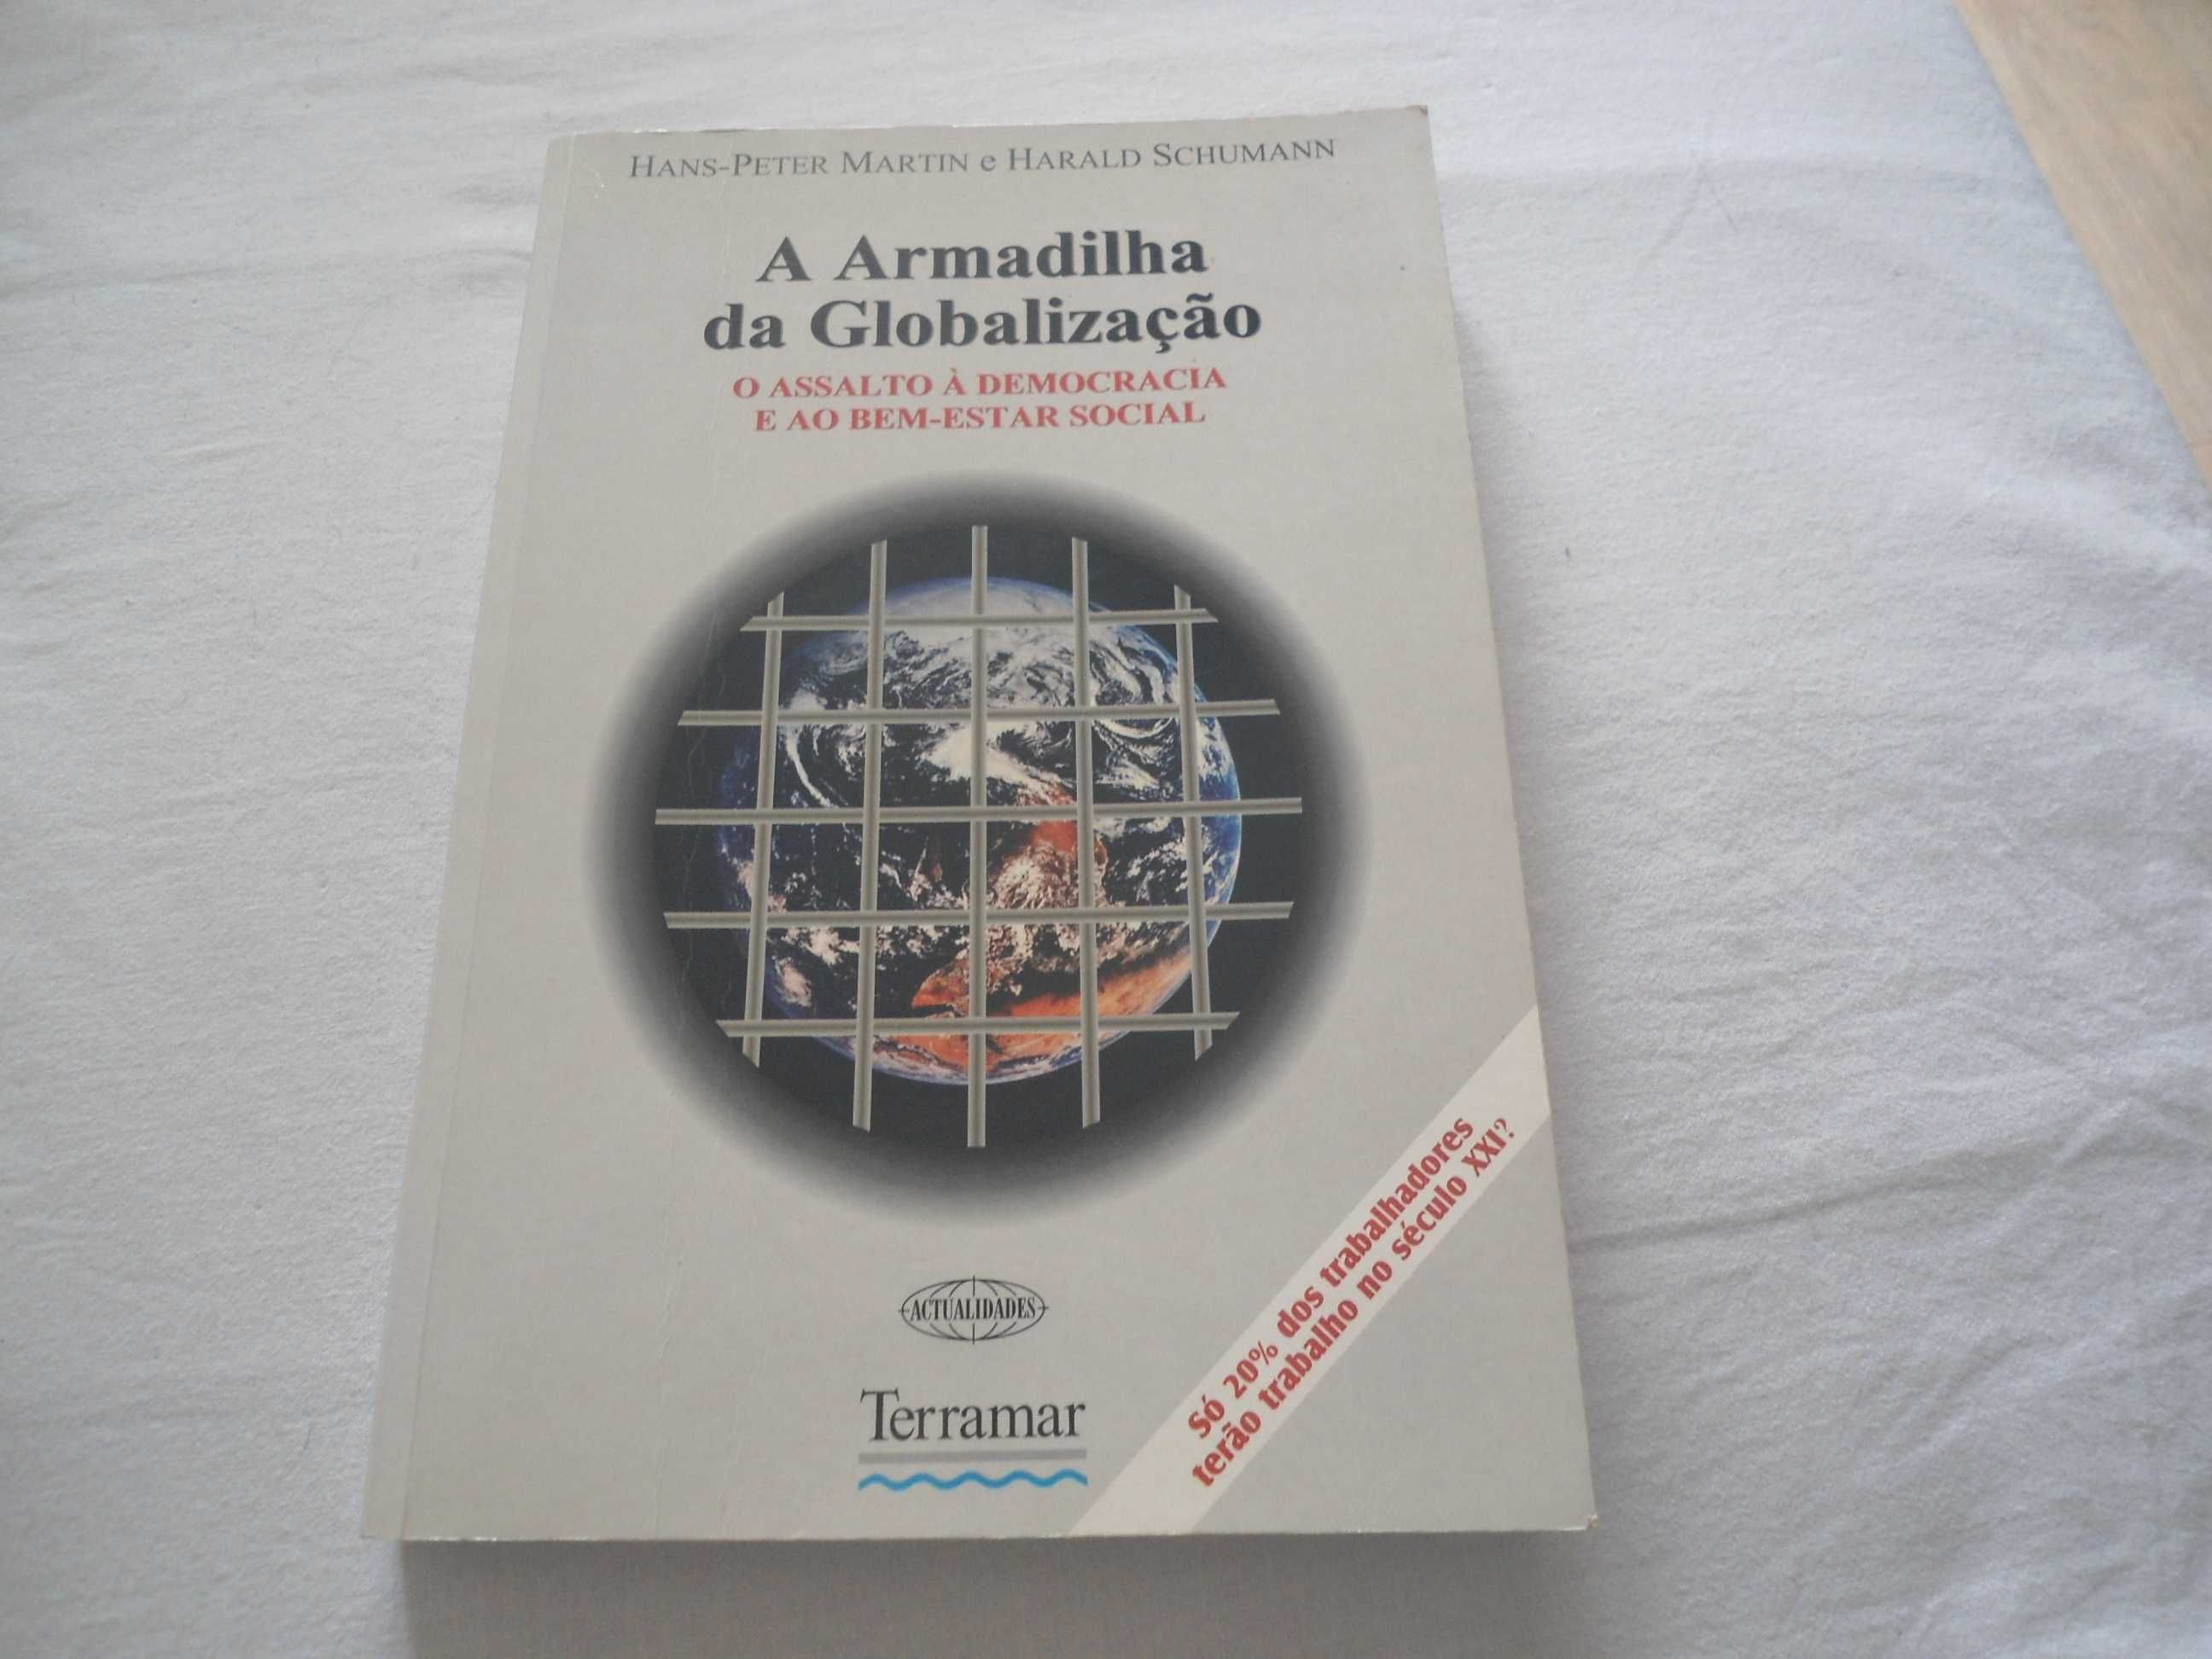 HANS-PETER MARTIN e HARALD SCHUMANN
A Armadilha
da Globalização
O ASSALTO À DEMOCRACIA
E AO BEM-ESTAR SOCIAL
ACTUALIDADES
Terramar
Só 20% dos trabalhadores
terão trabalho no século XXI?